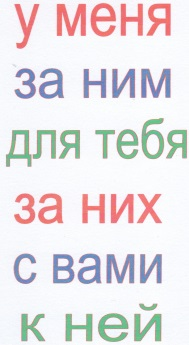 у меня
за ним
для тебя
за них
с вами
к ней